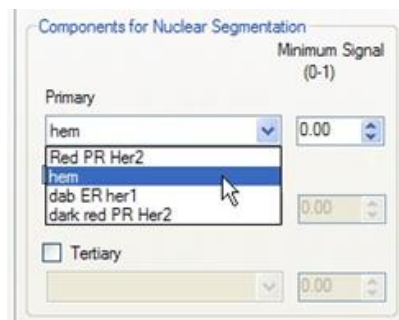 Components for Nuclear Segmentation
Minimum Signal
(0-1)
Primary
hem 0.00
Red PR Her2
hem
dab ER her1
dark red PR Her2
0.00
Tertiary
0.00